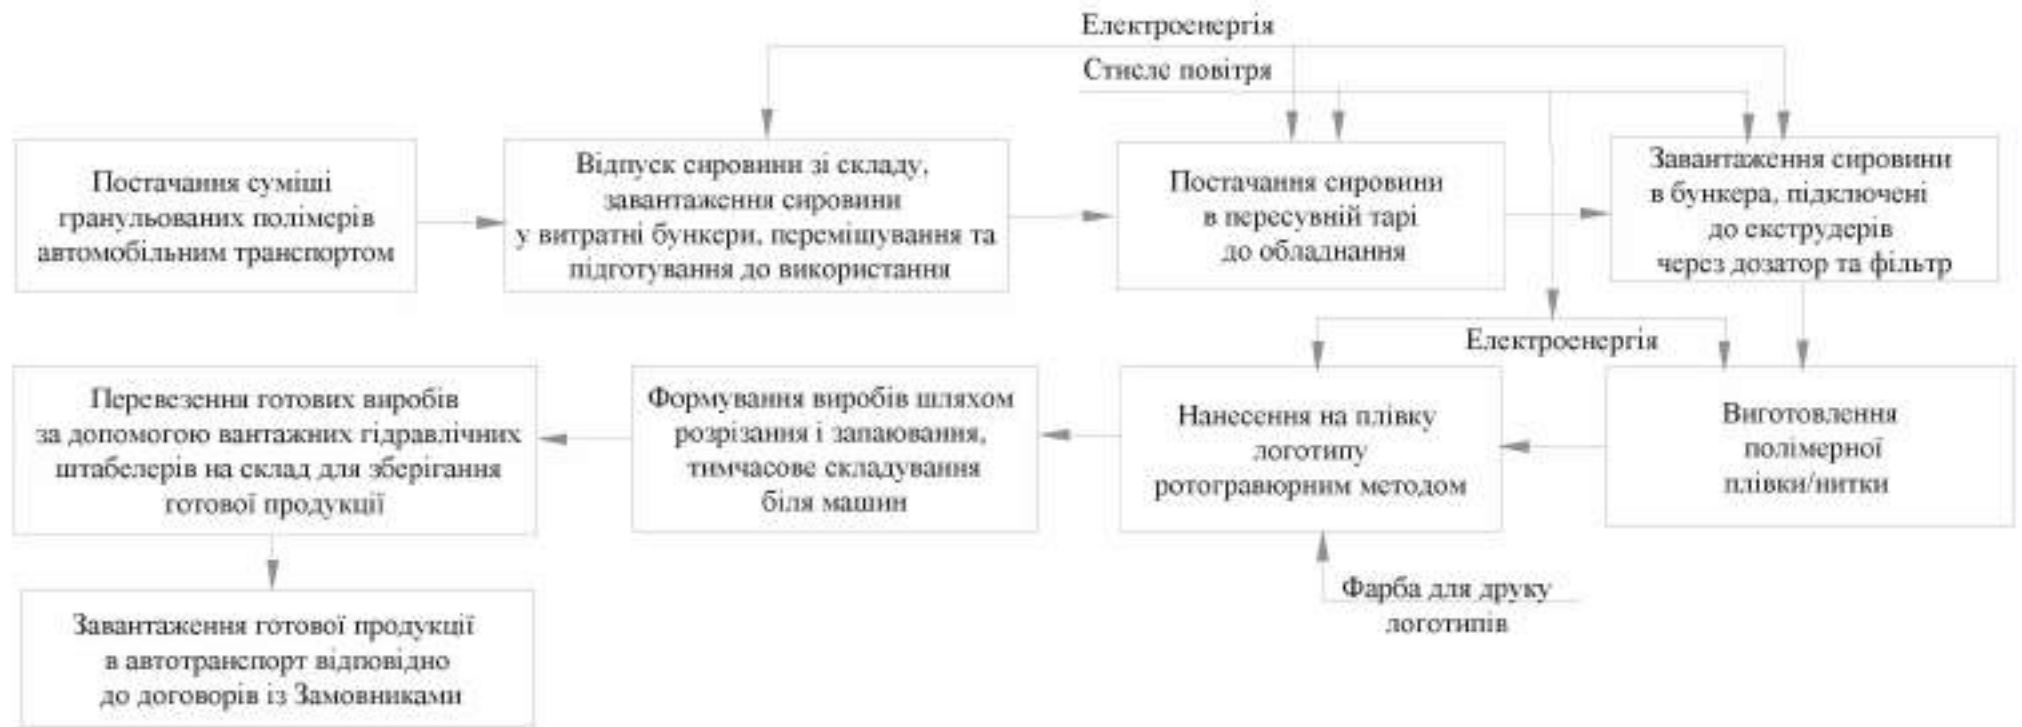 Електроенергія
Стисле повітря
Постачання суміші
гранульованих полімерів
автомобільним транспортом
Відпуск сировини зі складу,
завантаження сировини
у витратні бункери, перемішування та
підготування до використання
Постачання сировини
в пересувній тарі
до обладнання
Завантаження сировини
в бункера, підключені
до екструдерів
через дозатор та фільтр
Електроенергія
Виготовлення
полімерної
плівки/нитки
Нанесення на плівку
логотипу
ротогравюрним методом
Фарба для друку
логотипів
Формування виробів шляхом
розрізання і запаювання,
тимчасове складування
біля машин
Перевезення готових виробів
за допомогою вантажних гідравлічних
штабелерів на склад для зберігання
готової продукції
Завантаження готової продукції
в автотранспорт відповідно
до договорів із Замовниками